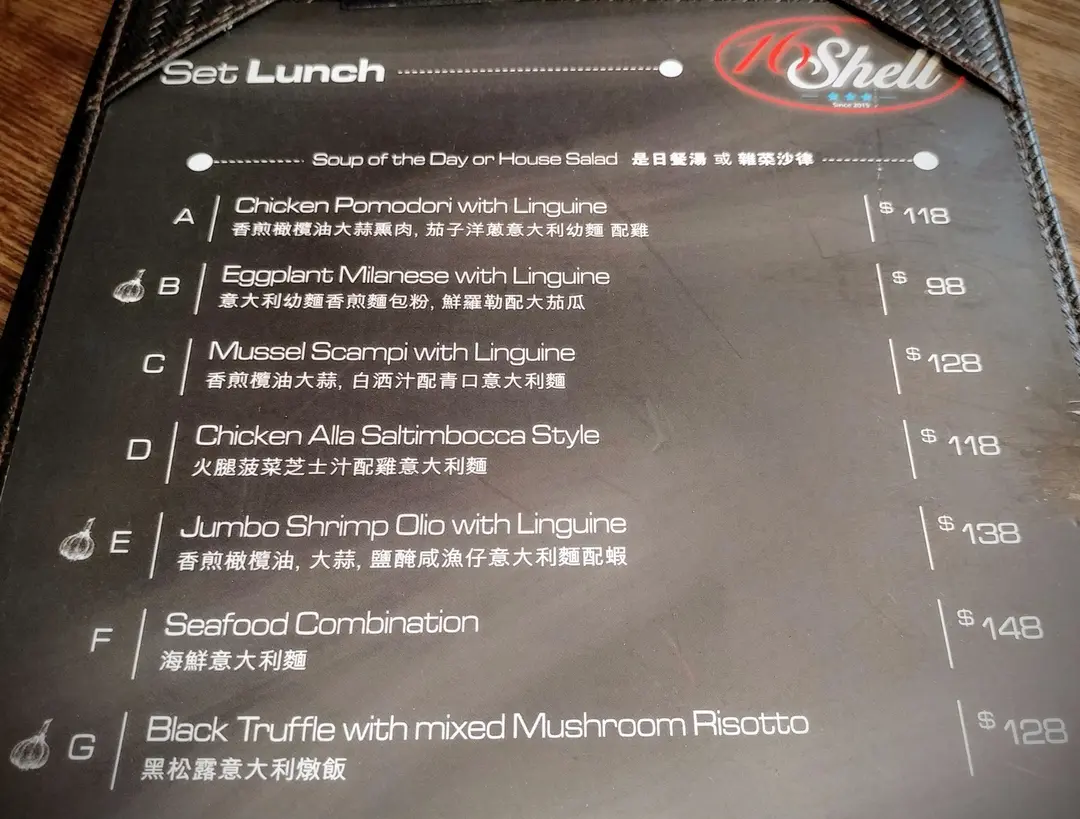 Set Lunch
16 Shell
Since 2015
Soup of the Day or House Salad 是日餐湯 或 雜菜沙律
A Chicken Pomodori with Linguine $ 118
香煎橄欖油大蒜熏肉, 茄子洋蔥意大利幼麵 配雞
B Eggplant Milanese with Linguine $ 98
意大利幼麵香煎麵包粉, 鮮羅勒配大茄瓜
C Mussel Scampi with Linguine $ 128
香煎欖油大蒜, 白洒汁配青口意大利麵
D Chicken Alla Saltimbocca Style $ 118
火腿菠菜芝士汁配雞意大利麵
E Jumbo Shrimp Olio with Linguine $ 138
香煎橄欖油, 大蒜, 鹽醃咸漁仔意大利麵配蝦
F Seafood Combination $ 148
海鮮意大利麵
G Black Truffle with mixed Mushroom Risotto $ 128
黑松露意大利燉飯